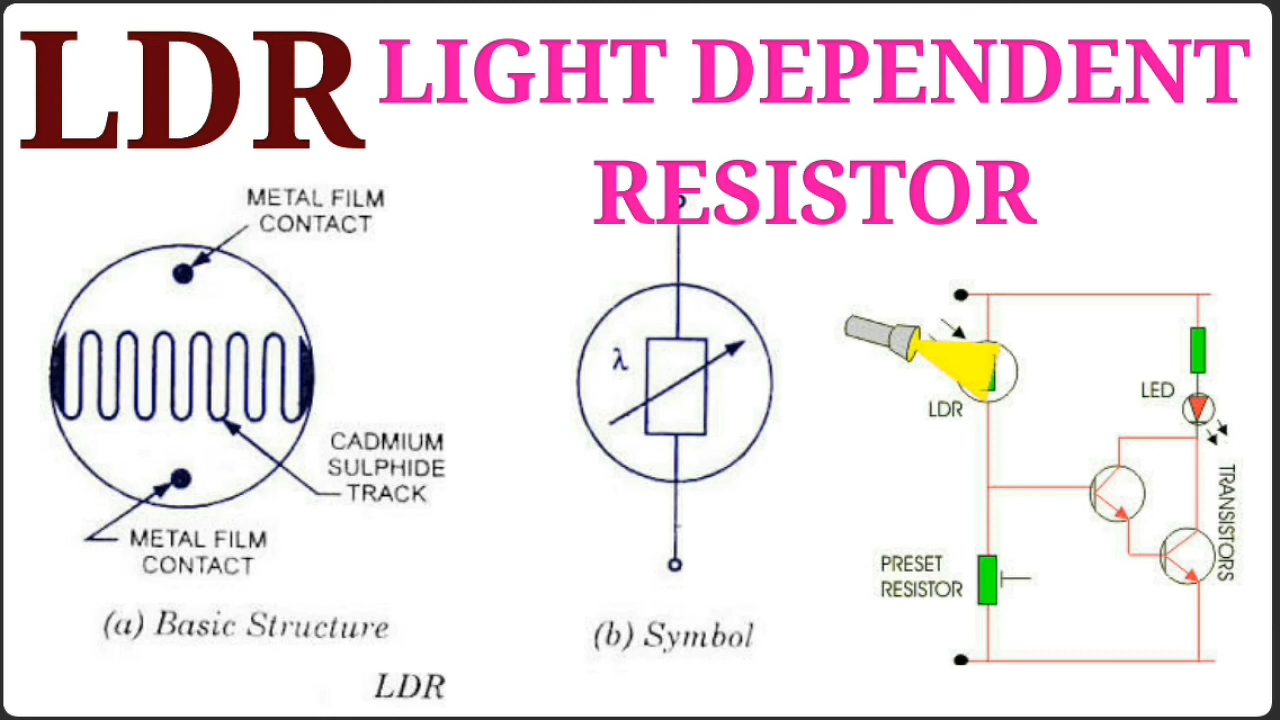 LDR
LIGHT DEPENDENT
RESISTOR
METAL FILM
CONTACT
CADMIUM
SULPHIDE
TRACK
METAL FILM
CONTACT
(a) Basic Structure
λ
(b) Symbol
LDR
LDR
LED
TRANSISTORS
PRESET
RESISTOR